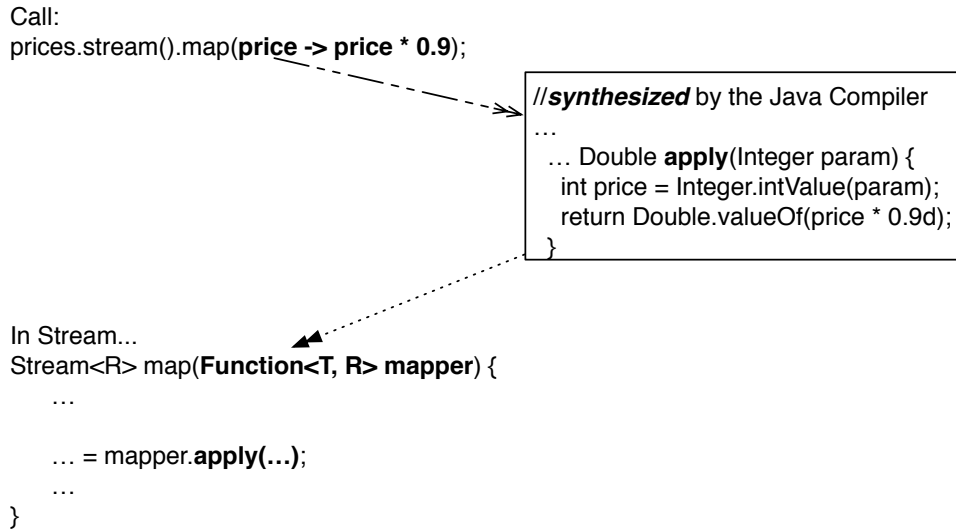 Call:
prices.stream().map(price -> price * 0.9);
//synthesized by the Java Compiler
…
… Double apply(Integer param) {
int price = Integer.intValue(param);
return Double.valueOf(price * 0.9d);
}
In Stream...
Stream<R> map(Function<T, R> mapper) {
…
… = mapper.apply(…);
…
}